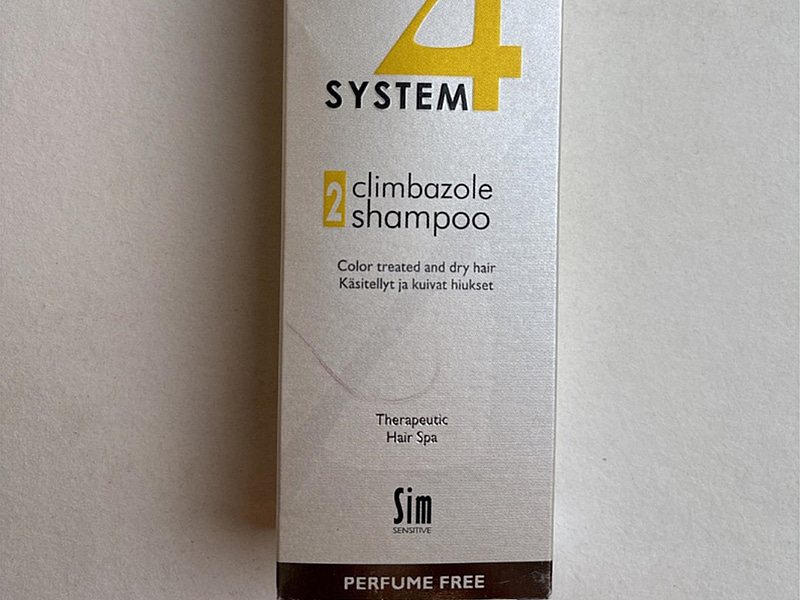 4
SYSTEM
2 climbazole
shampoo
Color treated and dry hair
Käsitellyt ja kuivat hiukset
Therapeutic
Hair Spa
Sim
SENSITIVE
PERFUME FREE